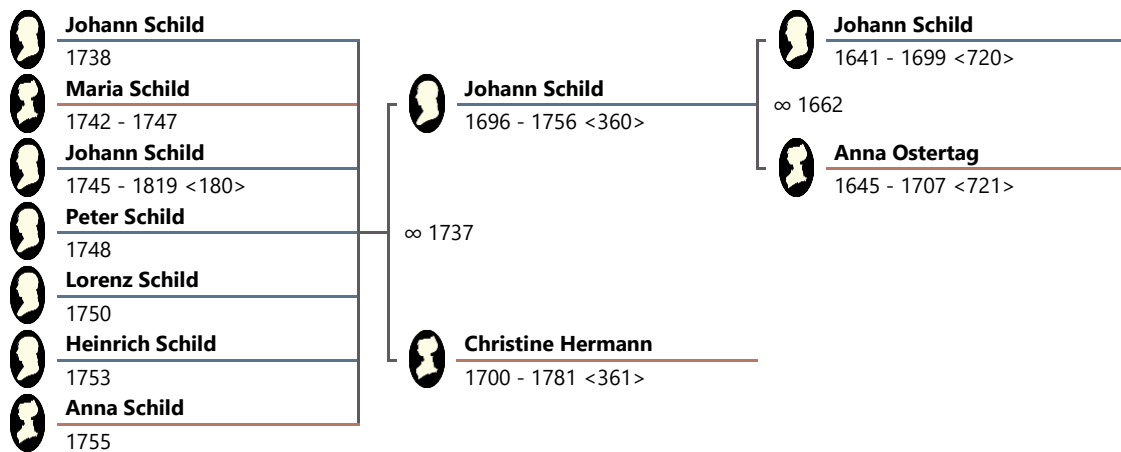 Johann Schild
1738
Maria Schild
1742 - 1747
Johann Schild
1745 - 1819 <180>
Peter Schild
1748
Lorenz Schild
1750
Heinrich Schild
1753
Anna Schild
1755
Johann Schild
1696 - 1756 <360>
∞ 1737
Christine Hermann
1700 - 1781 <361>
Johann Schild
1641 - 1699 <720>
∞ 1662
Anna Ostertag
1645 - 1707 <721>